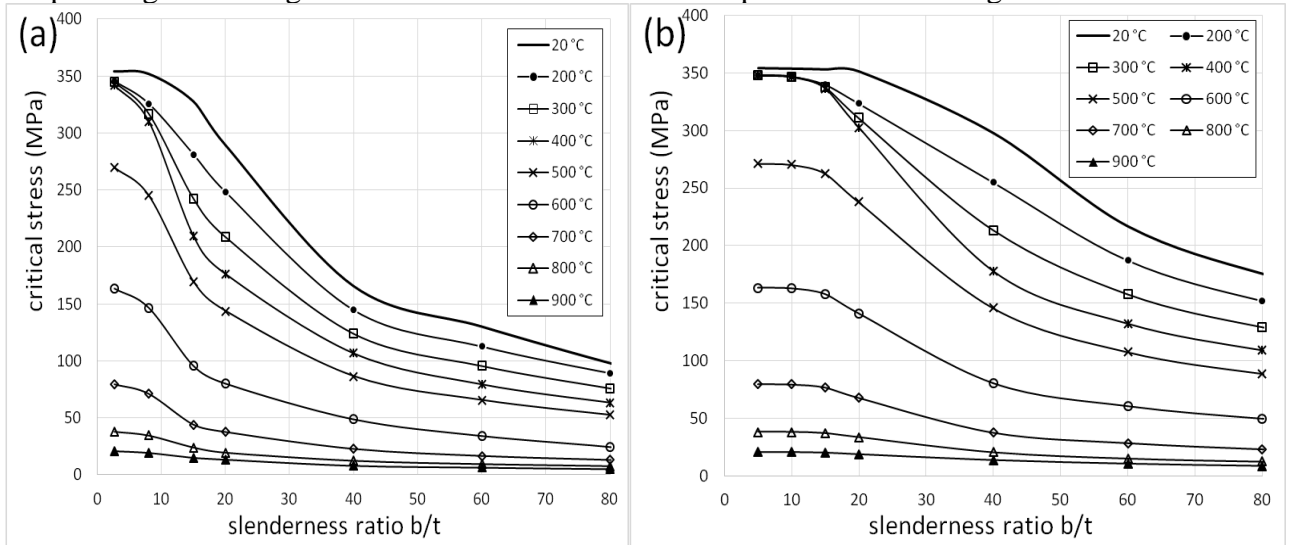 (a)
400
350
300
250
200
150
100
50
0
critical stress (MPa)
0 10 20 30 40 50 60 70 80
slenderness ratio b/t
20 °C
200 °C
300 °C
400 °C
500 °C
600 °C
700 °C
800 °C
900 °C
(b)
400
350
300
250
200
150
100
50
0
critical stress (MPa)
0 10 20 30 40 50 60 70 80
slenderness ratio b/t
20 °C 200 °C
300 °C 400 °C
500 °C 600 °C
700 °C 800 °C
900 °C